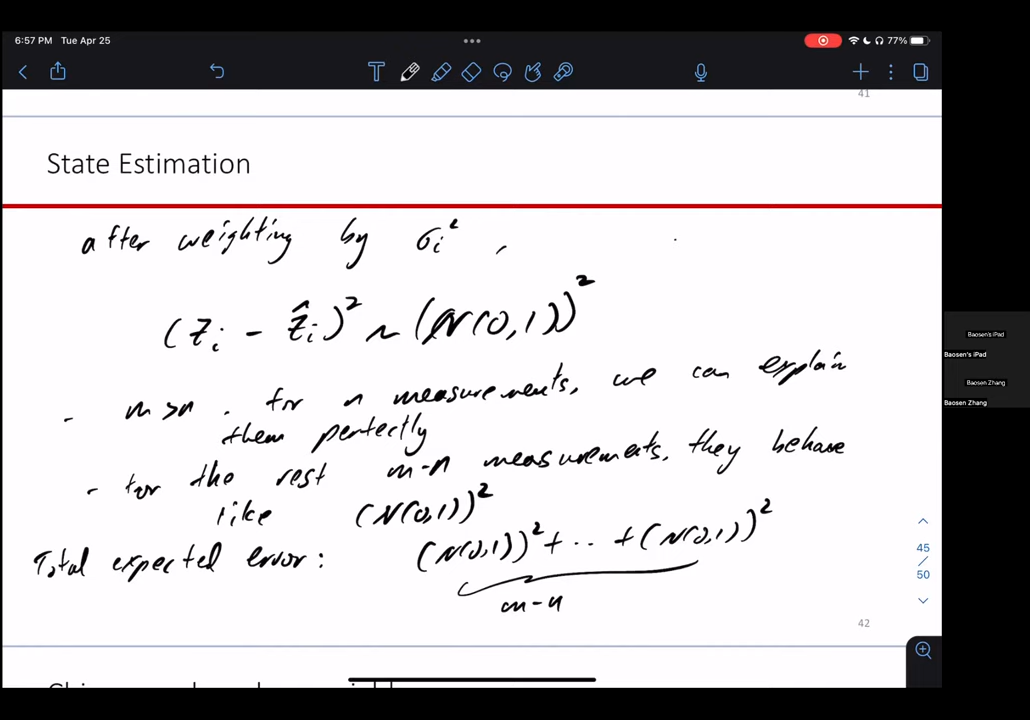 6:57 PM Tue Apr 25
77%
41
State Estimation
after weighting by σᵢ²,
(zᵢ - ẑᵢ)² ~ (N(0,1))²
- m>n. for n measurements, we can explain
them perfectly
- for the rest m-n measurements, they behave
like (N(0,1))²
Total expected error: (N(0,1))² + ... + (N(0,1))²
m-n
42
45
/
50
Baosen's iPad
Baosen's iPad
Baosen Zhang
Baosen Zhang